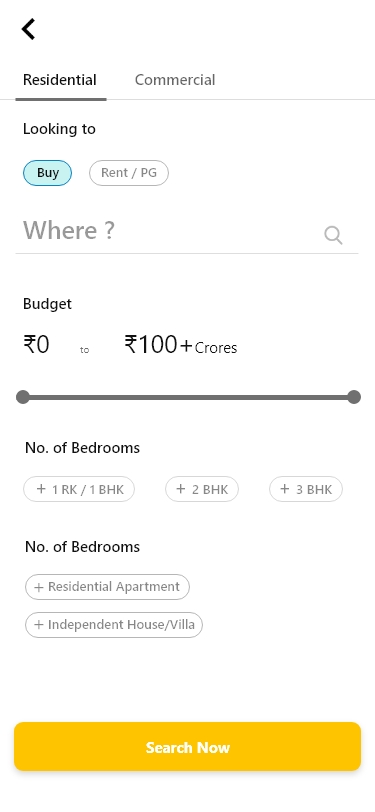 Residential Commercial
Looking to
Buy Rent / PG
Where ?
Budget
₹0 to ₹100+Crores
No. of Bedrooms
+ 1 RK / 1 BHK + 2 BHK + 3 BHK
No. of Bedrooms
+ Residential Apartment
+ Independent House/Villa
Search Now